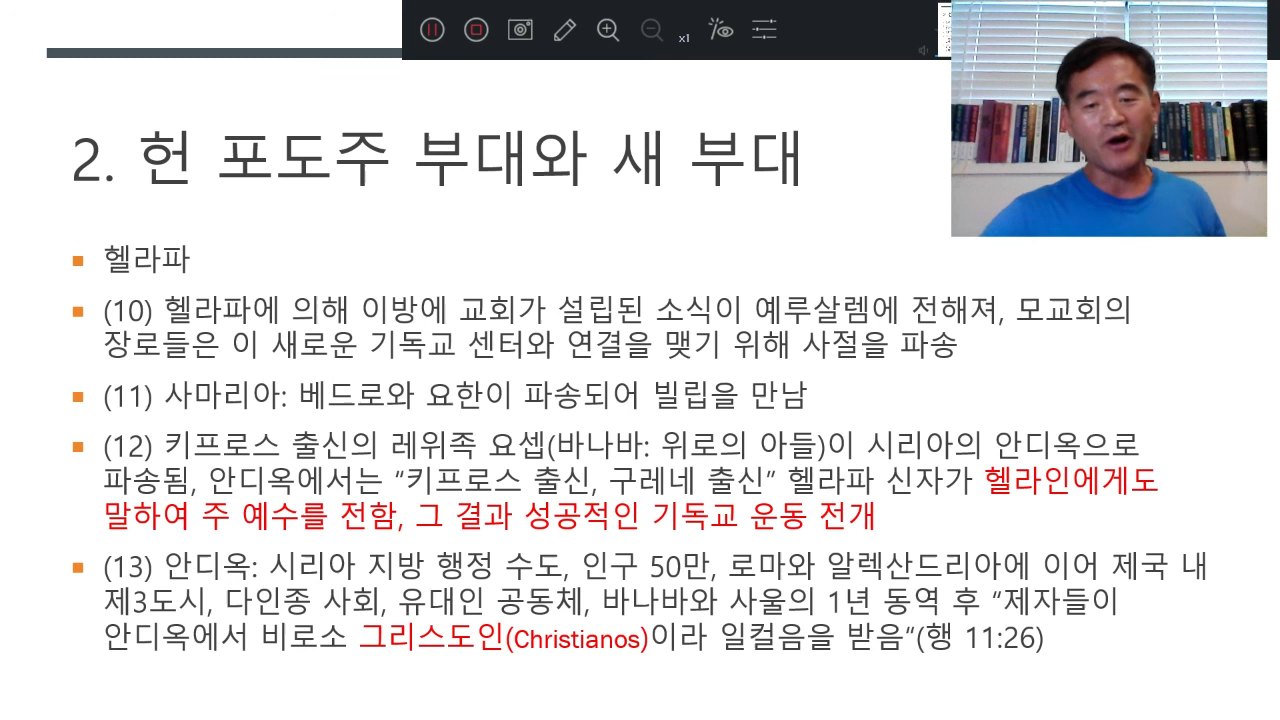 x1
2. 헌 포도주 부대와 새 부대
헬라파
(10) 헬라파에 의해 이방에 교회가 설립된 소식이 예루살렘에 전해져, 모교회의
장로들은 이 새로운 기독교 센터와 연결을 맺기 위해 사절을 파송
(11) 사마리아: 베드로와 요한이 파송되어 빌립을 만남
(12) 키프로스 출신의 레위족 요셉(바나바: 위로의 아들)이 시리아의 안디옥으로
파송됨, 안디옥에서는 “키프로스 출신, 구레네 출신” 헬라파 신자가 헬라인에게도
말하여 주 예수를 전함, 그 결과 성공적인 기독교 운동 전개
(13) 안디옥: 시리아 지방 행정 수도, 인구 50만, 로마와 알렉산드리아에 이어 제국 내
제3도시, 다인종 사회, 유대인 공동체, 바나바와 사울의 1년 동역 후 “제자들이
안디옥에서 비로소 그리스도인(Christianos)이라 일컬음을 받음”(행 11:26)